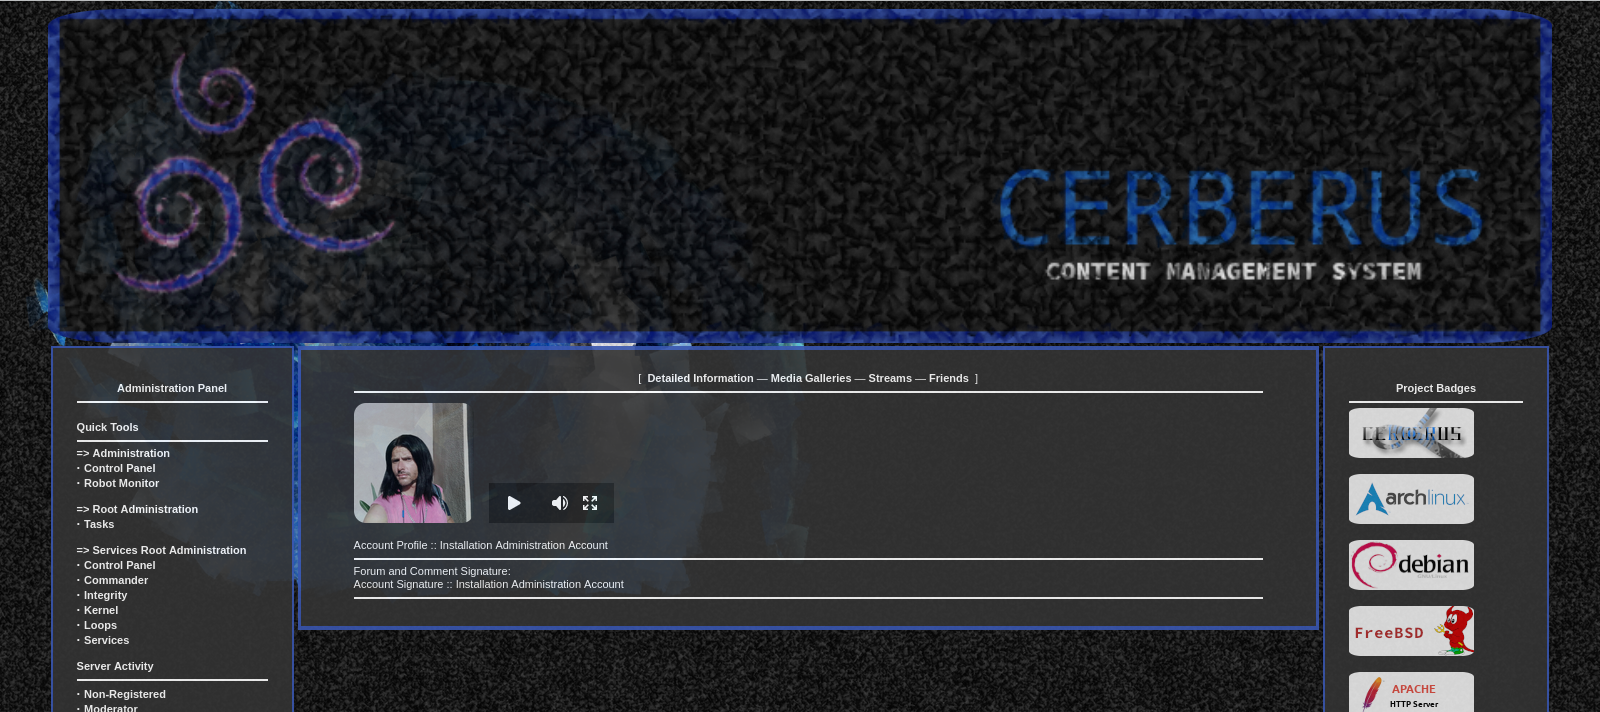 CERBERUS
CONTENT MANAGEMENT SYSTEM
Administration Panel
Quick Tools
=> Administration
· Control Panel
· Robot Monitor
=> Root Administration
· Tasks
=> Services Root Administration
· Control Panel
· Commander
· Integrity
· Kernel
· Loops
· Services
Server Activity
· Non-Registered
· Moderator
[ Detailed Information — Media Galleries — Streams — Friends ]
Account Profile :: Installation Administration Account
Forum and Comment Signature:
Account Signature :: Installation Administration Account
Project Badges
CERBERUS
archlinux
debian
FreeBSD
APACHE
HTTP Server